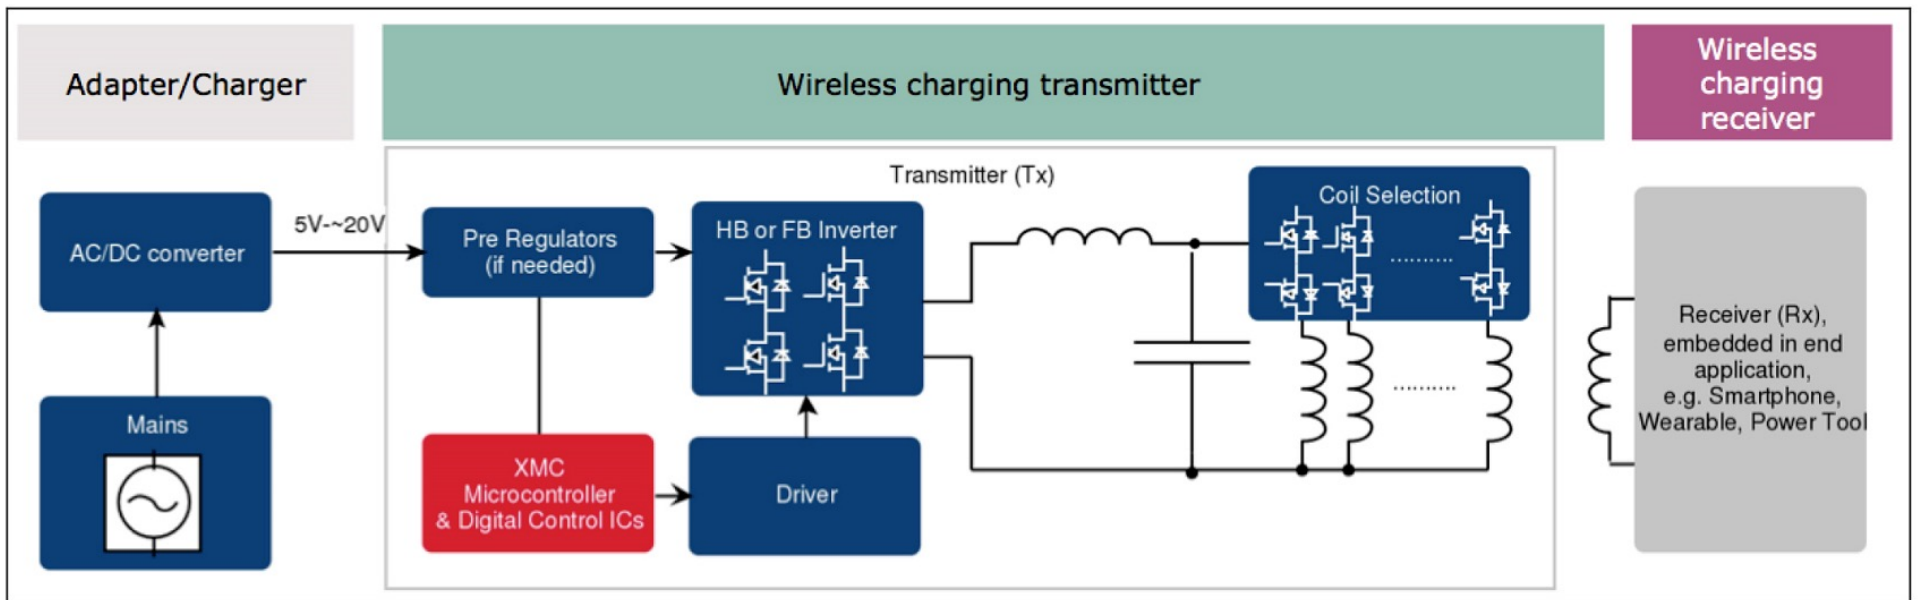 Adapter/Charger
Wireless charging transmitter
Wireless
charging
receiver
Transmitter (Tx)
AC/DC converter
5V-~20V
Pre Regulators
(if needed)
HB or FB Inverter
Coil Selection
..........
Mains
XMC
Microcontroller
& Digital Control ICs
Driver
..........
Receiver (Rx),
embedded in end
application,
e.g. Smartphone,
Wearable, Power Tool